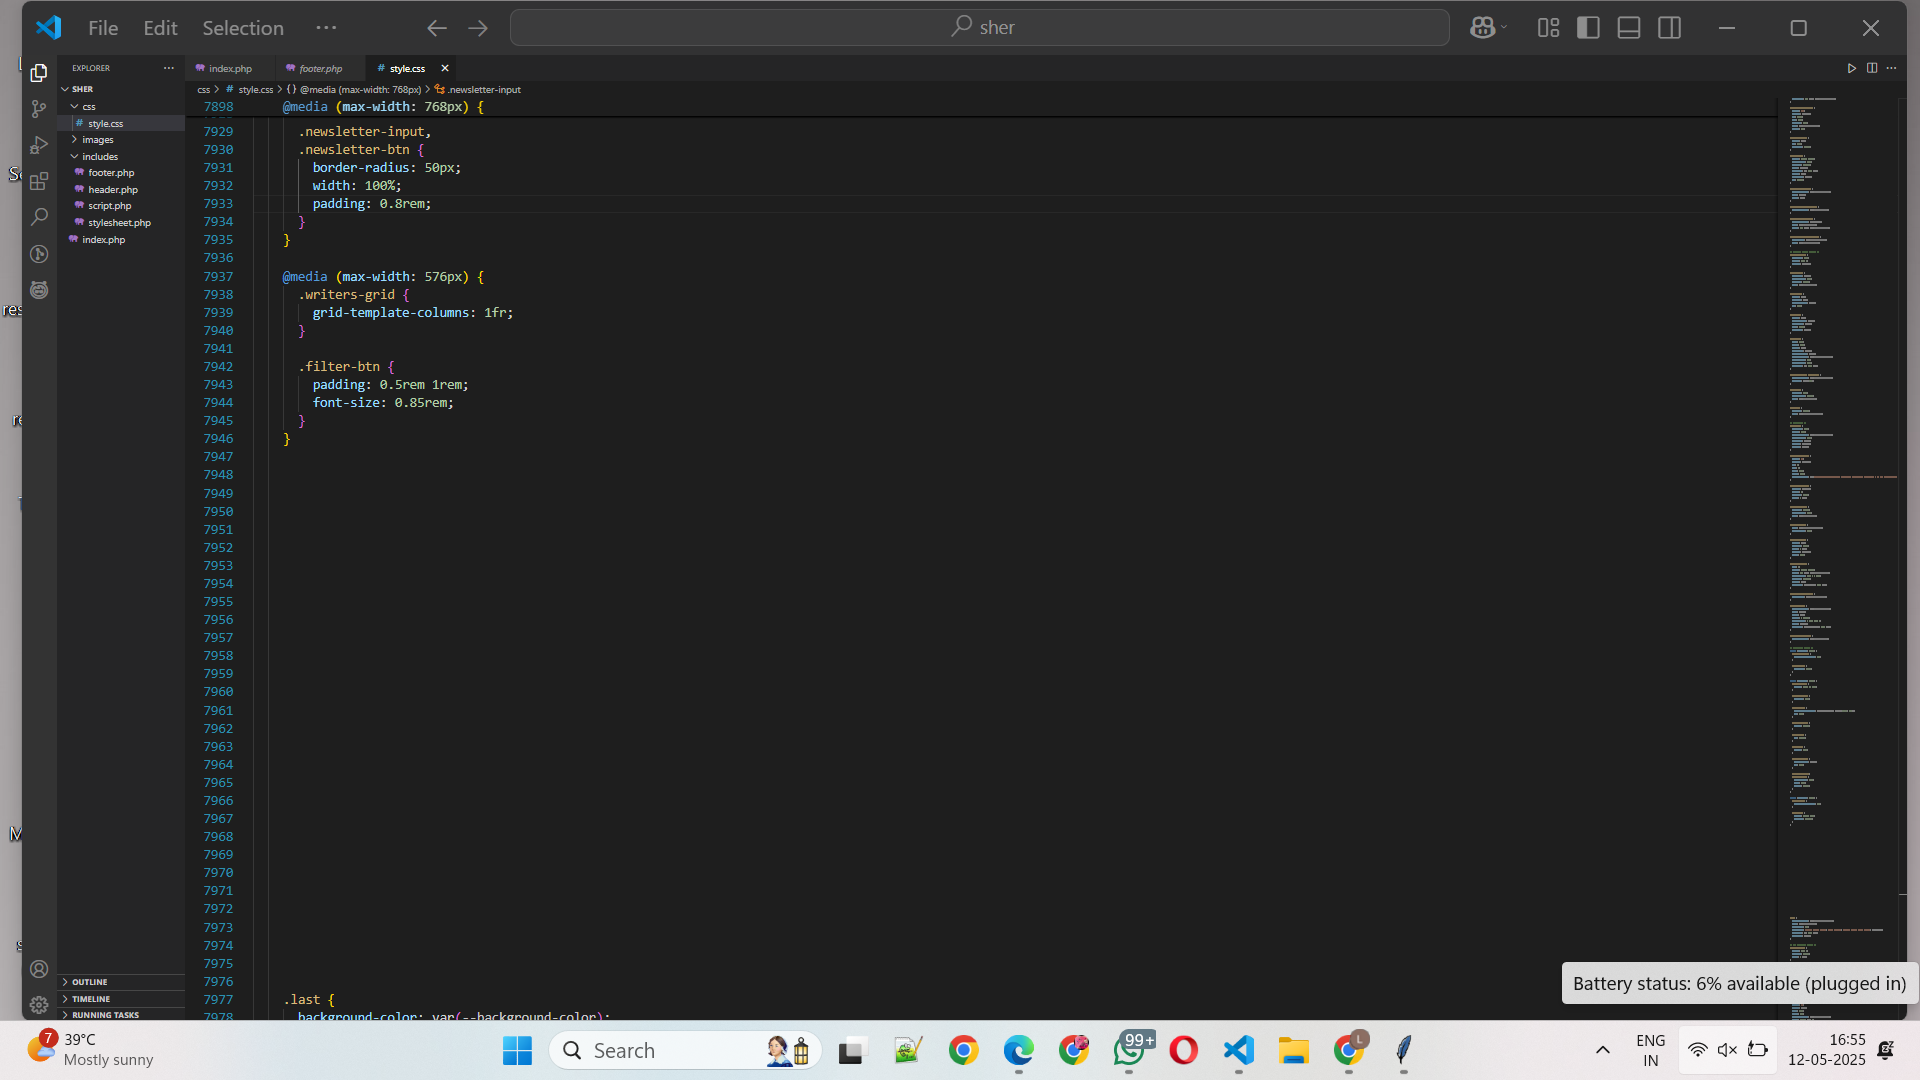 File Edit Selection ···
sher
EXPLORER ···
index.php
footer.php
# style.css
SHER
css
# style.css
images
includes
footer.php
header.php
script.php
stylesheet.php
index.php
OUTLINE
TIMELINE
RUNNING TASKS
css > # style.css > {} @media (max-width: 768px) > .newsletter-input
7898 @media (max-width: 768px) {
7929 .newsletter-input,
7930 .newsletter-btn {
7931 border-radius: 50px;
7932 width: 100%;
7933 padding: 0.8rem;
7934 }
7935 }
7936
7937 @media (max-width: 576px) {
7938 .writers-grid {
7939 grid-template-columns: 1fr;
7940 }
7941
7942 .filter-btn {
7943 padding: 0.5rem 1rem;
7944 font-size: 0.85rem;
7945 }
7946 }
7947
7948
7949
7950
7951
7952
7953
7954
7955
7956
7957
7958
7959
7960
7961
7962
7963
7964
7965
7966
7967
7968
7969
7970
7971
7972
7973
7974
7975
7976
7977 .last {
7978 background-color: var(--background-color);
Battery status: 6% available (plugged in)
7
39°C
Mostly sunny
Search
99+
L
ENG
IN
16:55
12-05-2025